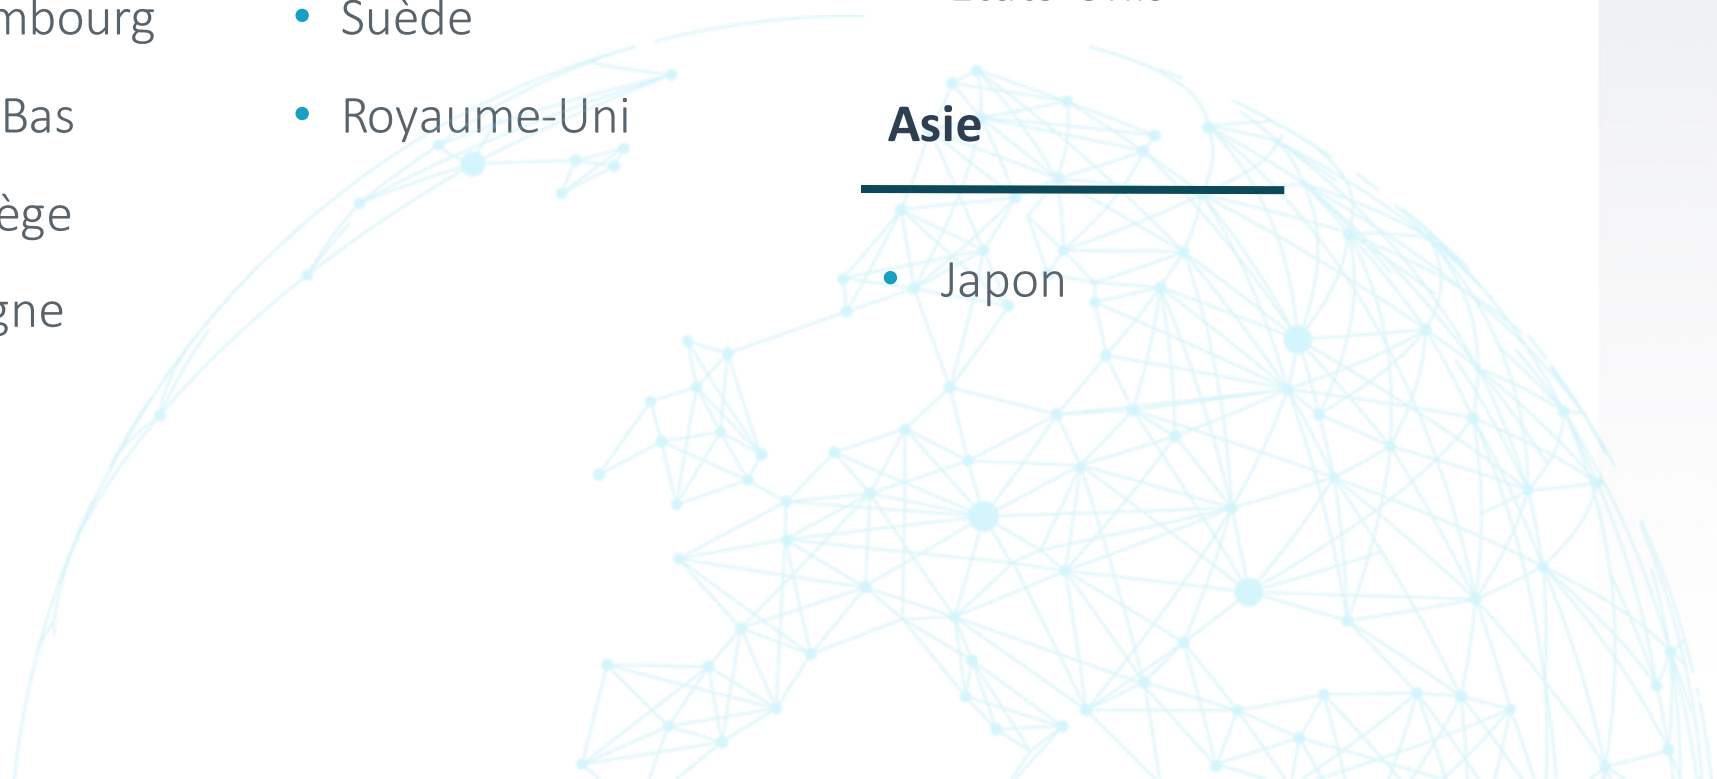 mbourg
Bas
ège
gne
• Suède
• Royaume-Uni
Asie
• Japon